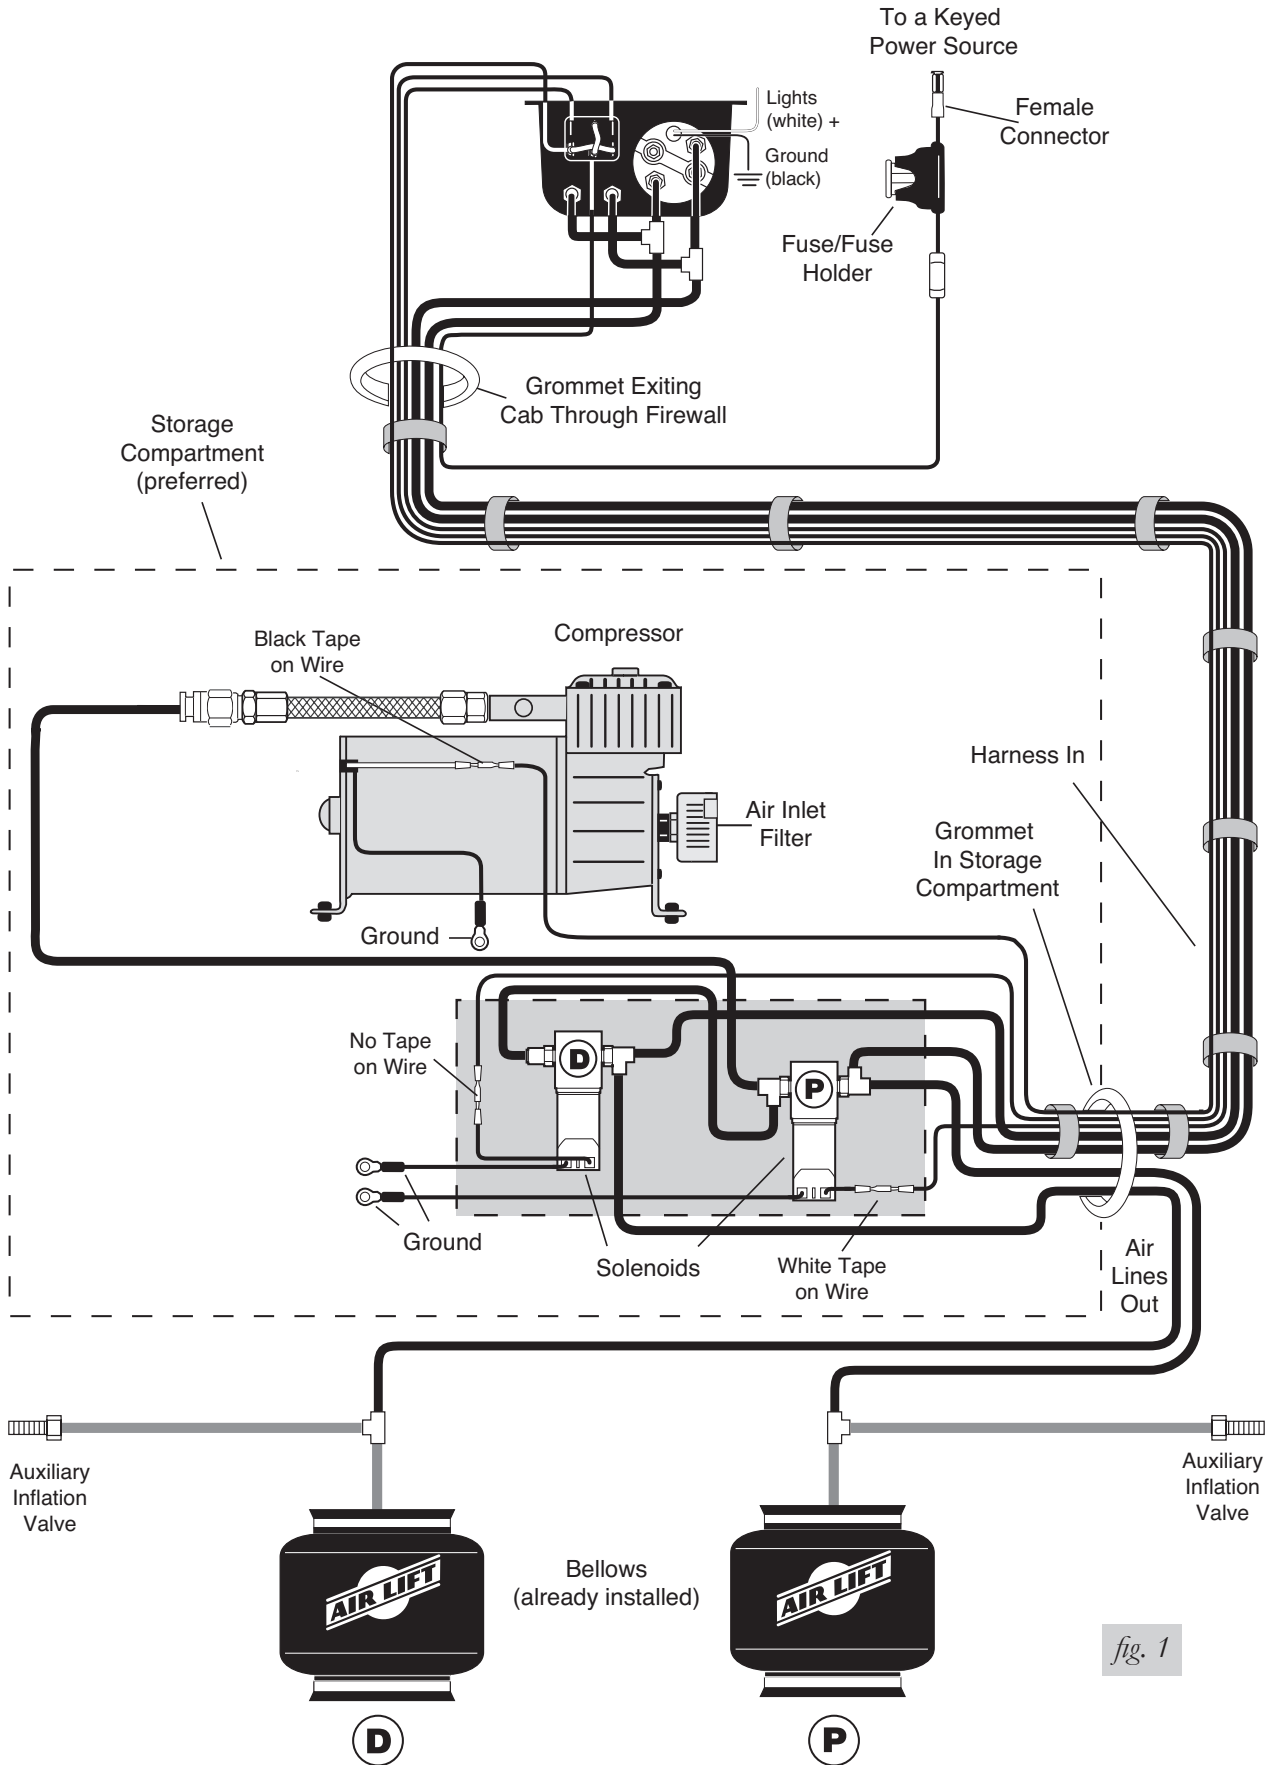 To a Keyed
Power Source
Lights
(white) +
Female
Connector
Ground
(black)
Fuse/Fuse
Holder
Grommet Exiting
Cab Through Firewall
Storage
Compartment
(preferred)
Black Tape
on Wire
Compressor
Harness In
Air Inlet
Filter
Grommet
In Storage
Compartment
Ground
No Tape
on Wire
D
P
Ground
Solenoids
White Tape
on Wire
Air
Lines
Out
Auxiliary
Inflation
Valve
Auxiliary
Inflation
Valve
AIR LIFT
Bellows
(already installed)
AIR LIFT
fig. 1
D
P